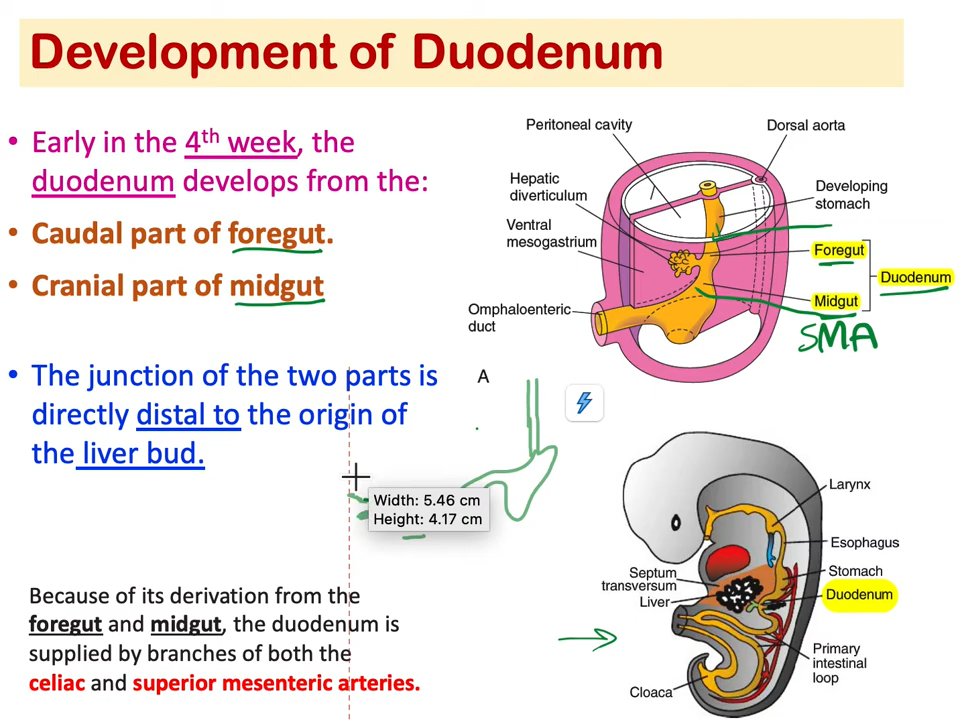 Development of Duodenum
• Early in the 4th week, the
duodenum develops from the:
• Caudal part of foregut.
• Cranial part of midgut
• The junction of the two parts is
directly distal to the origin of
the liver bud.
Because of its derivation from the
foregut and midgut, the duodenum is
supplied by branches of both the
celiac and superior mesenteric arteries.
Peritoneal cavity
Dorsal aorta
Hepatic
diverticulum
Developing
stomach
Ventral
mesogastrium
Foregut
Duodenum
Midgut
Omphaloenteric
duct
SMA
A
Width: 5.46 cm
Height: 4.17 cm
Larynx
Esophagus
Septum
transversum
Stomach
Liver
Duodenum
Primary
intestinal
loop
Cloaca